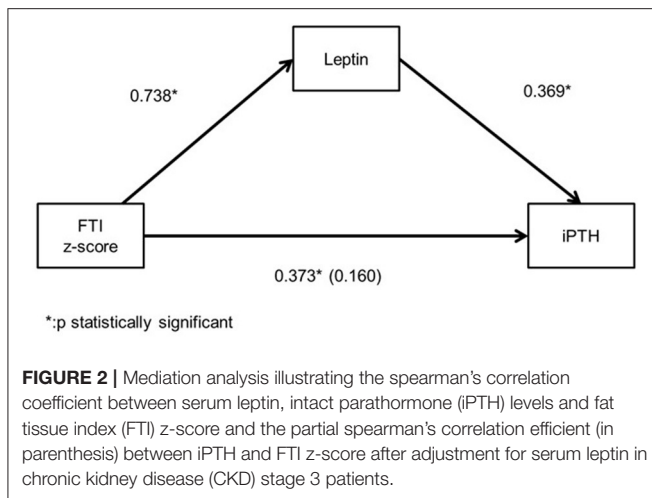 Leptin
0.738*
0.369*
FTI
z-score
iPTH
0.373* (0.160)
*:p statistically significant
FIGURE 2 | Mediation analysis illustrating the spearman's correlation
coefficient between serum leptin, intact parathormone (iPTH) levels and fat
tissue index (FTI) z-score and the partial spearman's correlation efficient (in
parenthesis) between iPTH and FTI z-score after adjustment for serum leptin in
chronic kidney disease (CKD) stage 3 patients.